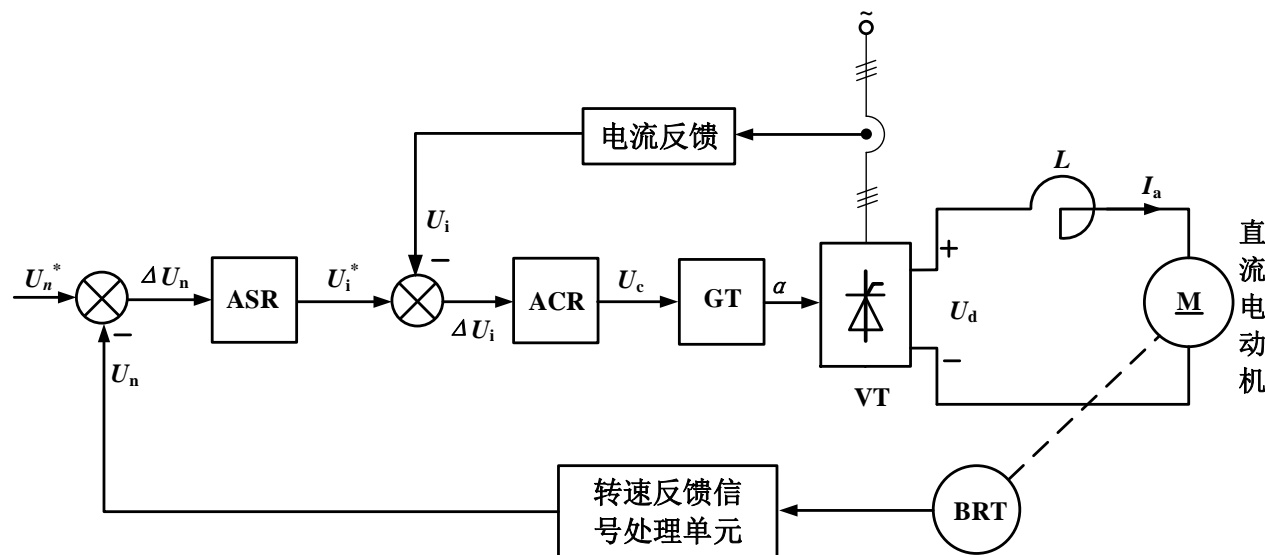 ~
电流反馈
L
I_a
U_i
U_n^*
ΔU_n
ASR
U_i^*
ΔU_i
ACR
U_c
GT
α
+
U_d
VT
M
直流电动机
U_n
转速反馈信
号处理单元
BRT